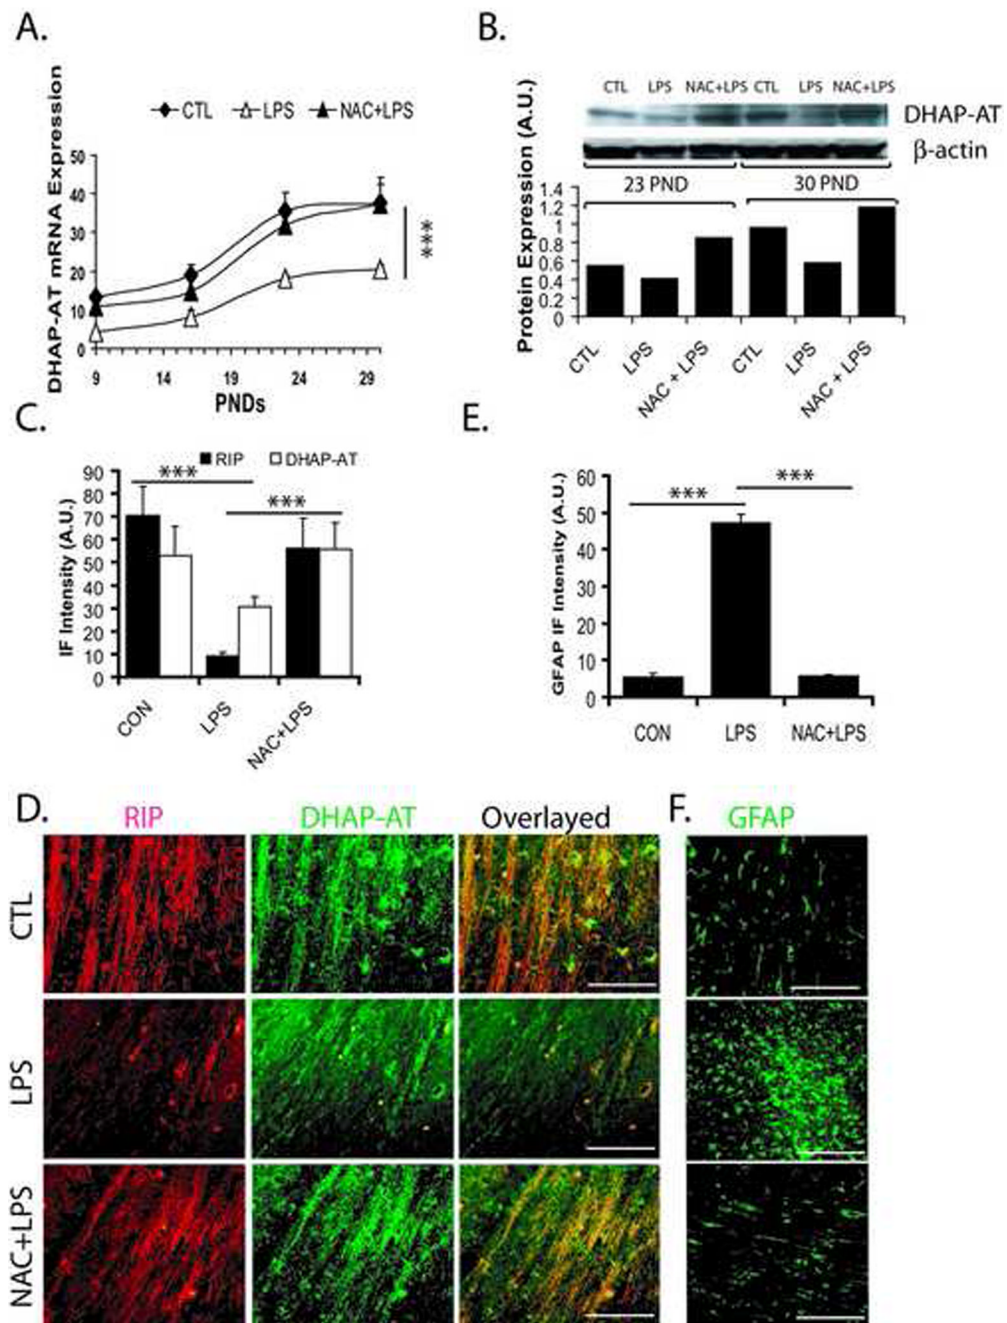 A.
DHAP-AT mRNA Expression
CTL LPS NAC+LPS
50
40
30
20
10
0
***
9 14 19 24 29
PNDs
B.
CTL LPS NAC+LPS CTL LPS NAC+LPS
DHAP-AT
β-actin
23 PND 30 PND
Protein Expression (A.U.)
1.4
1.2
1
0.8
0.6
0.4
0.2
0
CTL LPS NAC + LPS CTL LPS NAC + LPS
C.
RIP DHAP-AT
IF Intensity (A.U.)
90
80
70
60
50
40
30
20
10
0
***
***
CON LPS NAC+LPS
E.
GFAP IF Intensity (A.U.)
60
50
40
30
20
10
0
***
***
CON LPS NAC+LPS
D.
RIP DHAP-AT Overlayed
CTL
LPS
NAC+LPS
F.
GFAP